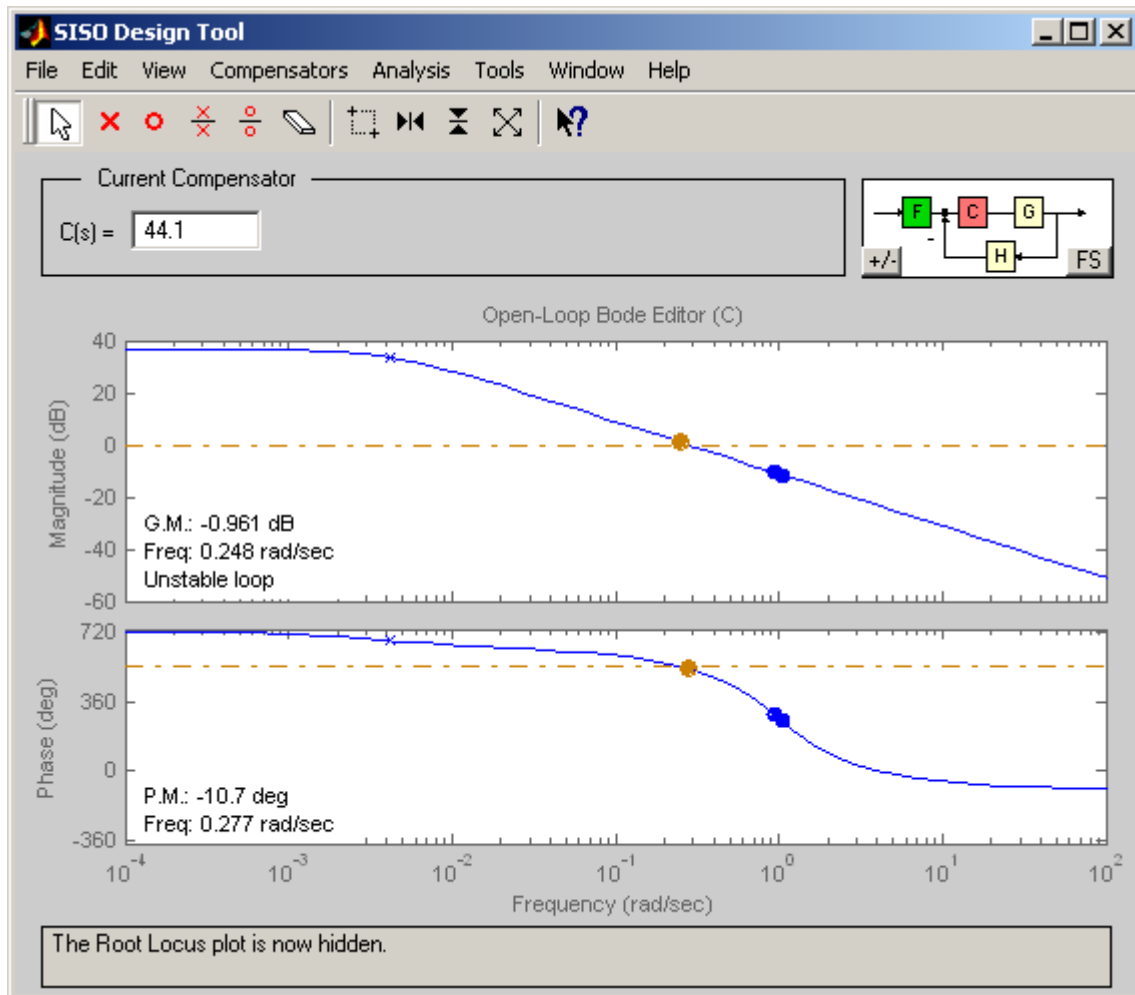 SISO Design Tool
File Edit View Compensators Analysis Tools Window Help
Current Compensator
C(s) = 44.1
F C G
-
H
+/- FS
Open-Loop Bode Editor (C)
Magnitude (dB)
40
20
0
-20
-40
-60
G.M.: -0.961 dB
Freq: 0.248 rad/sec
Unstable loop
Phase (deg)
720
360
0
-360
P.M.: -10.7 deg
Freq: 0.277 rad/sec
10^-4 10^-3 10^-2 10^-1 10^0 10^1 10^2
Frequency (rad/sec)
The Root Locus plot is now hidden.